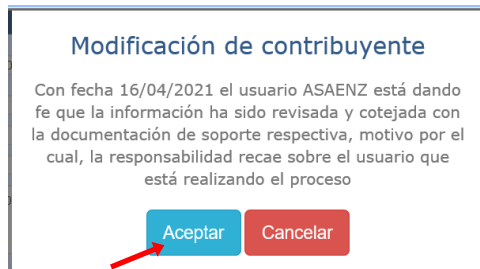 Modificación de contribuyente
Con fecha 16/04/2021 el usuario ASAENZ está dando
fe que la información ha sido revisada y cotejada con
la documentación de soporte respectiva, motivo por el
cual, la responsabilidad recae sobre el usuario que
está realizando el proceso
Aceptar Cancelar